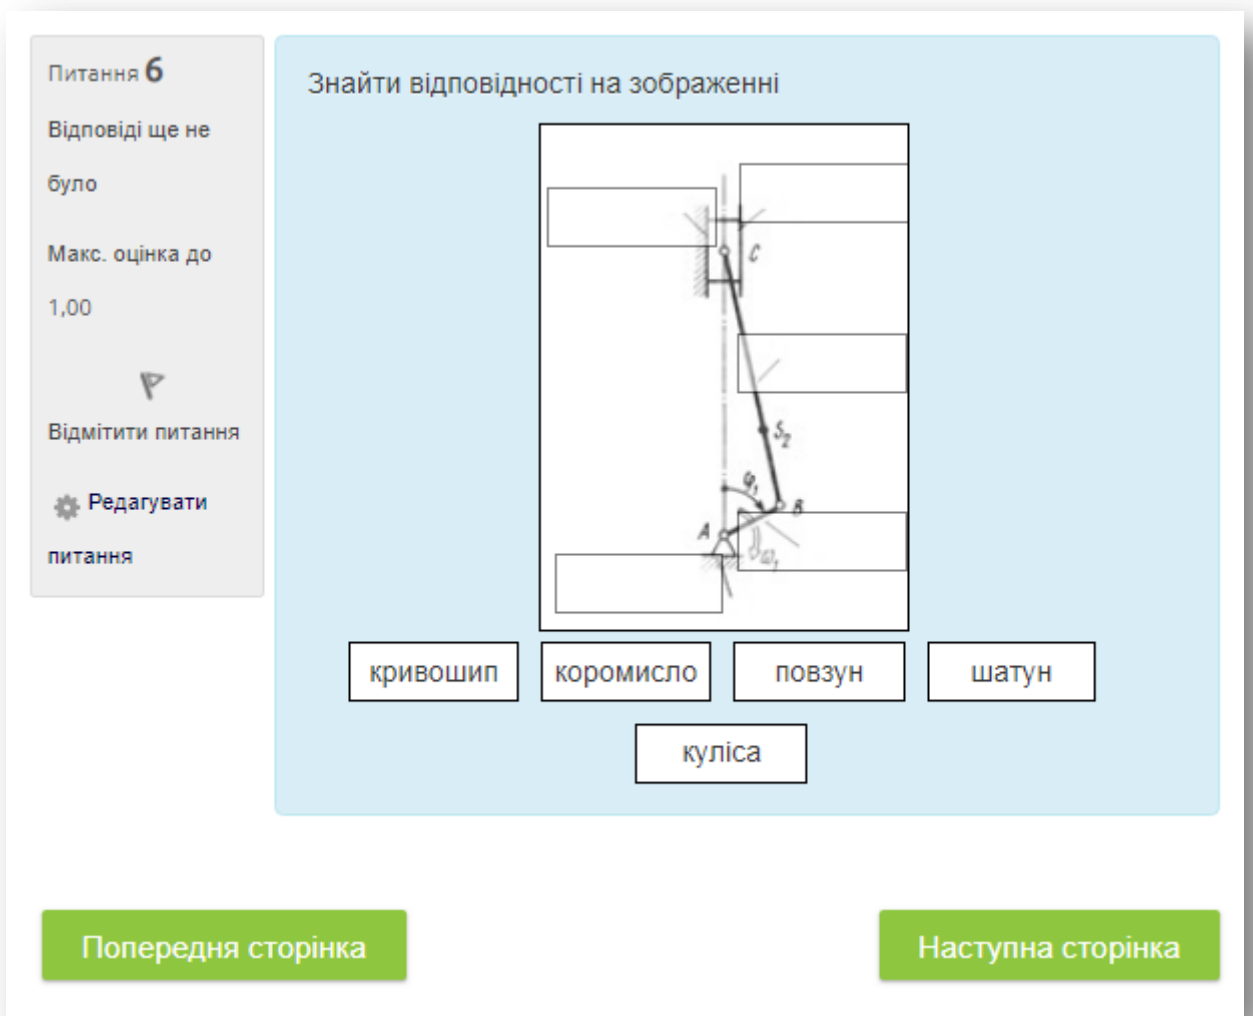 Питання 6
Відповіді ще не
було
Макс. оцінка до
1,00
Відмітити питання
Редагувати
питання
Знайти відповідності на зображенні
C
S2
φ1
B
A
ω1
кривошип
коромисло
повзун
шатун
куліса
Попередня сторінка
Наступна сторінка